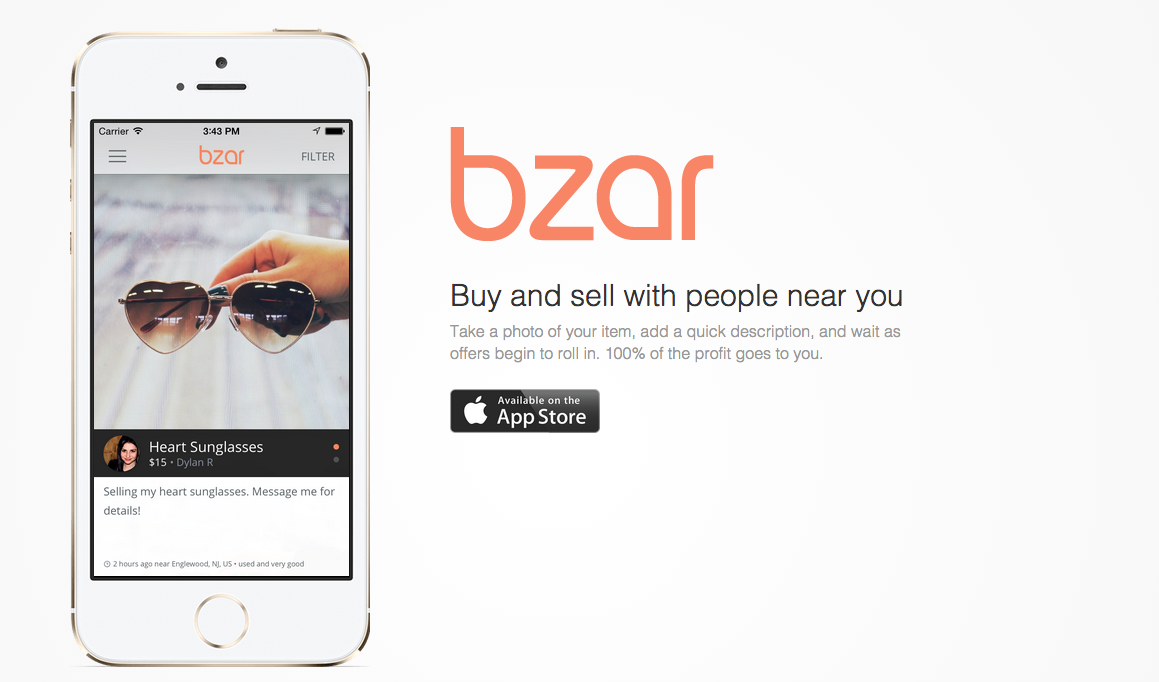 Carrier 3:43 PM
bzar FILTER
Heart Sunglasses
$15 • Dylan R
Selling my heart sunglasses. Message me for
details!
2 hours ago near Englewood, NJ, US • used and very good
bzar
Buy and sell with people near you
Take a photo of your item, add a quick description, and wait as
offers begin to roll in. 100% of the profit goes to you.
Available on the
App Store